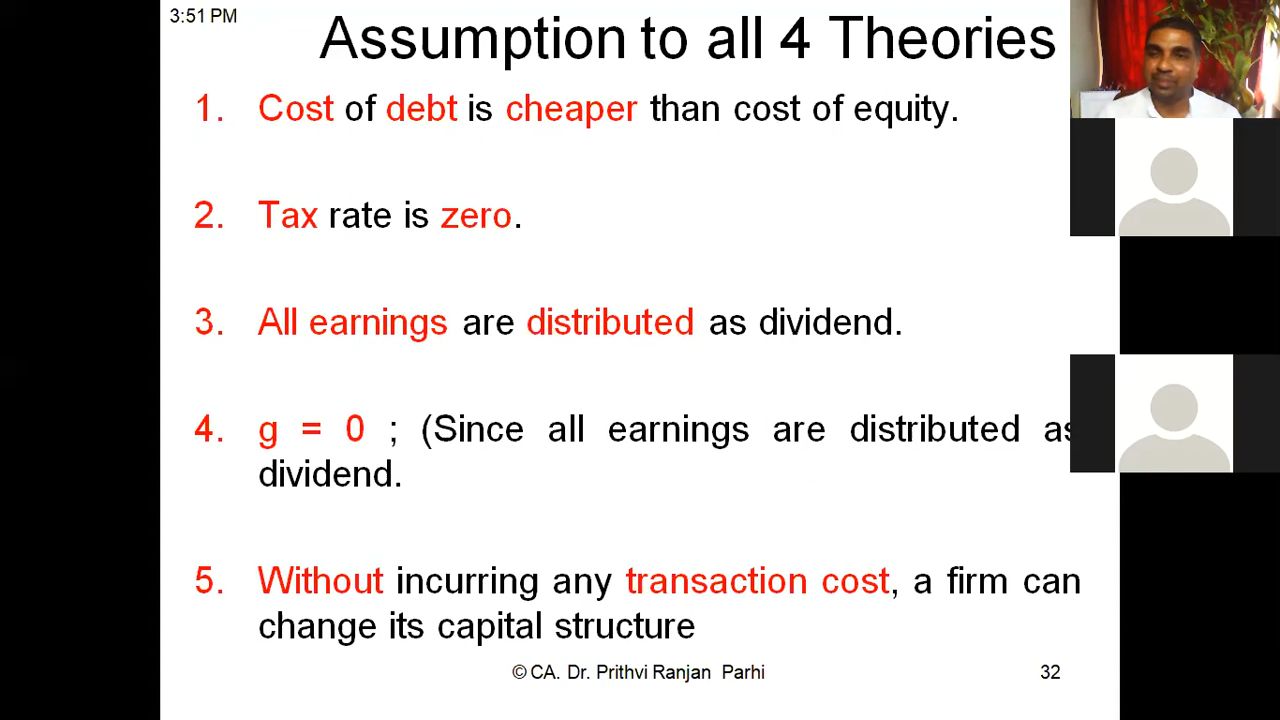 3:51 PM
Assumption to all 4 Theories
1. Cost of debt is cheaper than cost of equity.
2. Tax rate is zero.
3. All earnings are distributed as dividend.
4. g = 0 ; (Since all earnings are distributed as
dividend.
5. Without incurring any transaction cost, a firm can
change its capital structure
© CA. Dr. Prithvi Ranjan Parhi
32